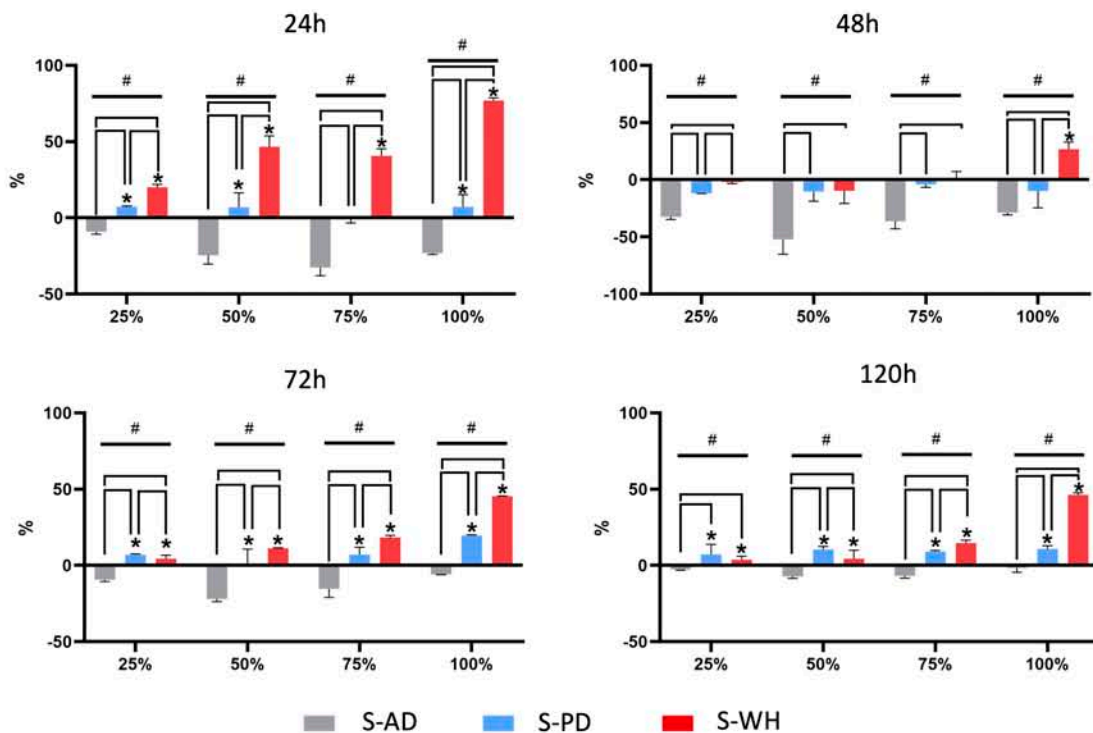 24h
100
50
0
-50
%
# # # #
* * * * * * *
25% 50% 75% 100%
48h
100
50
0
-50
-100
%
# # # #
*
25% 50% 75% 100%
72h
100
50
0
-50
%
# # # #
* * * * * * * *
25% 50% 75% 100%
120h
100
50
0
-50
%
# # # #
* * * * * * * *
25% 50% 75% 100%
S-AD S-PD S-WH